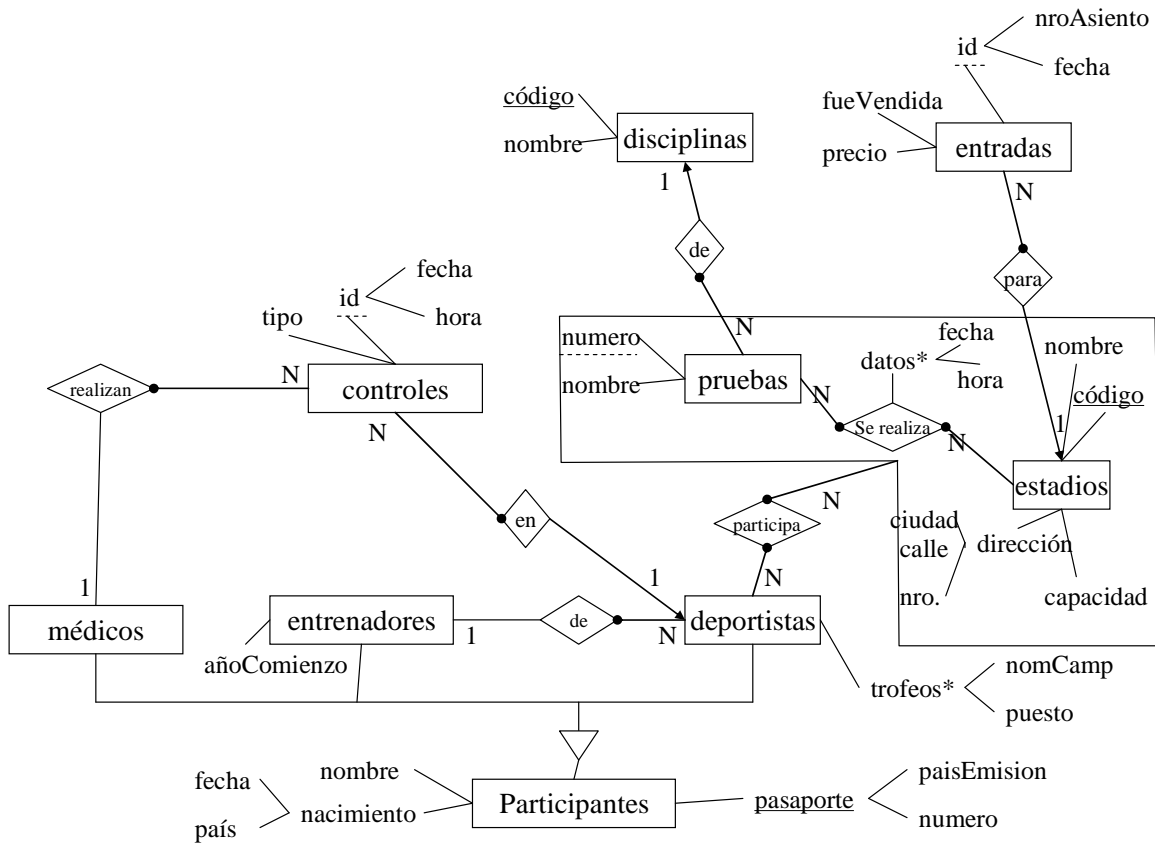 nroAsiento
id
fecha
código
fueVendida
nombre
disciplinas
precio
entradas
1
N
de
fecha
para
id
tipo
hora
N
numero
fecha
nombre
datos*
realizan
N
controles
nombre
pruebas
hora
código
N
N
Se realiza
1
N
estadios
en
participa
N
ciudad
calle
dirección
1
N
1
nro.
capacidad
médicos
entrenadores
1
de
N
deportistas
añoComienzo
nomCamp
trofeos*
puesto
fecha
nombre
paisEmision
nacimiento
Participantes
pasaporte
país
numero